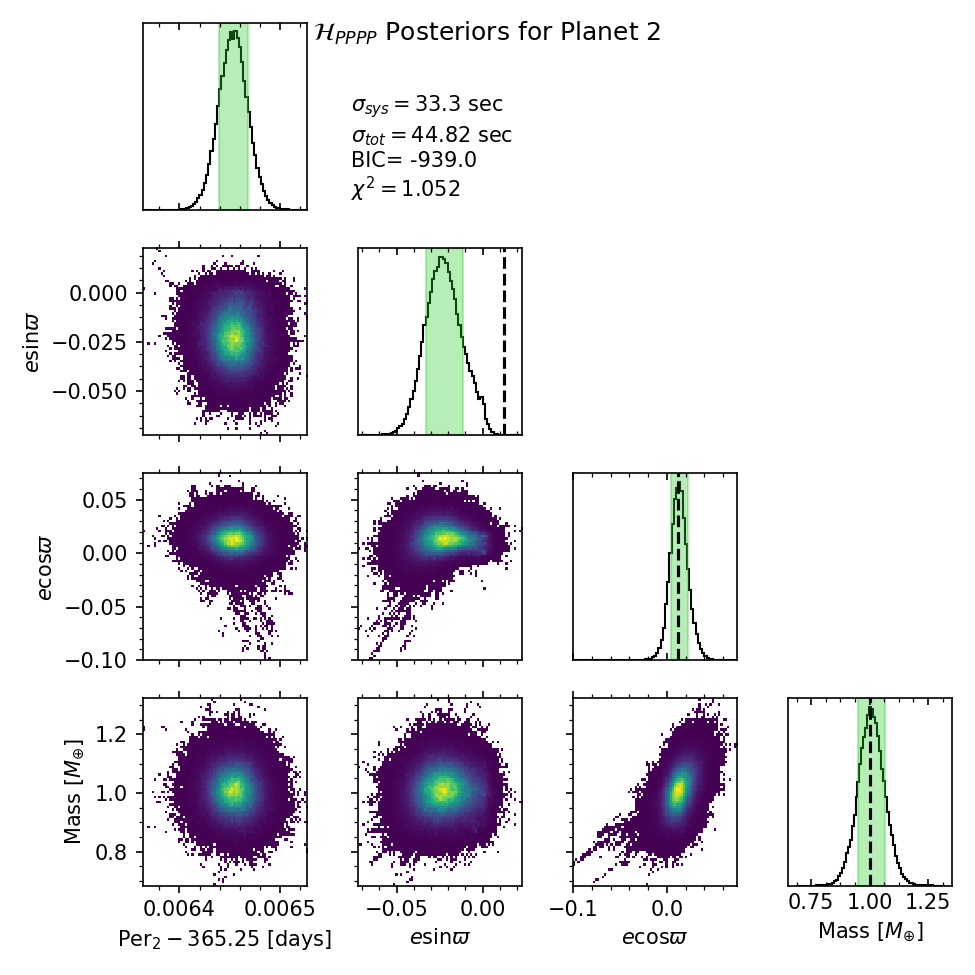 𝓗_PPPP Posteriors for Planet 2
σ_sys = 33.3 sec
σ_tot = 44.82 sec
BIC= -939.0
χ² = 1.052
0.000
−0.025
−0.050
esinϖ
0.05
0.00
−0.05
−0.10
ecosϖ
1.2
1.0
0.8
Mass [M⊕]
0.0064 0.0065
Per₂ − 365.25 [days]
−0.05 0.00
esinϖ
−0.1 0.0
ecosϖ
0.75 1.00 1.25
Mass [M⊕]